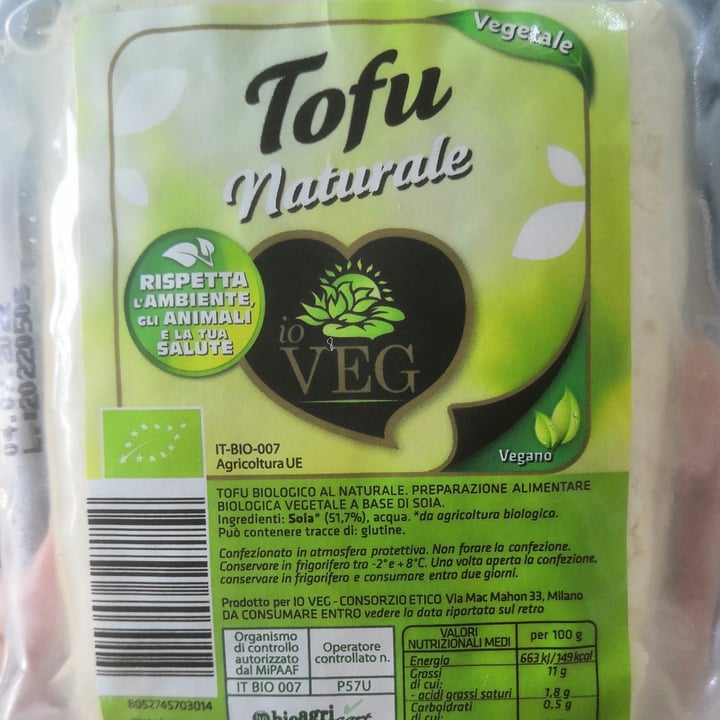 Vegetale
Tofu
Naturale
RISPETTA
L'AMBIENTE,
GLI ANIMALI
E LA TUA
SALUTE
io
VEG
Vegano
IT-BIO-007
Agricoltura UE
TOFU BIOLOGICO AL NATURALE. PREPARAZIONE ALIMENTARE
BIOLOGICA VEGETALE A BASE DI SOIA.
Ingredienti: Soia* (51,7%), acqua. *da agricoltura biologica.
Può contenere tracce di: glutine.
Confezionato in atmosfera protettiva. Non forare la confezione.
Conservare in frigorifero tra -2° e +8°C. Una volta aperta la confezione,
conservare in frigorifero e consumare entro due giorni.
Prodotto per IO VEG - CONSORZIO ETICO Via Mac Mahon 33, Milano
DA CONSUMARE ENTRO vedere la data riportata sul retro
Organismo
di controllo
autorizzato
dal MiPAAF
Operatore
controllato n.
IT BIO 007
P57U
bioagricert
VALORI
NUTRIZIONALI MEDI
per 100 g
Energia 663 kJ/149 kcal
Grassi 11 g
di cui:
- acidi grassi saturi 1,8 g
Carboidrati 0,5 g
di cui:
8052745703014
L.:20220505